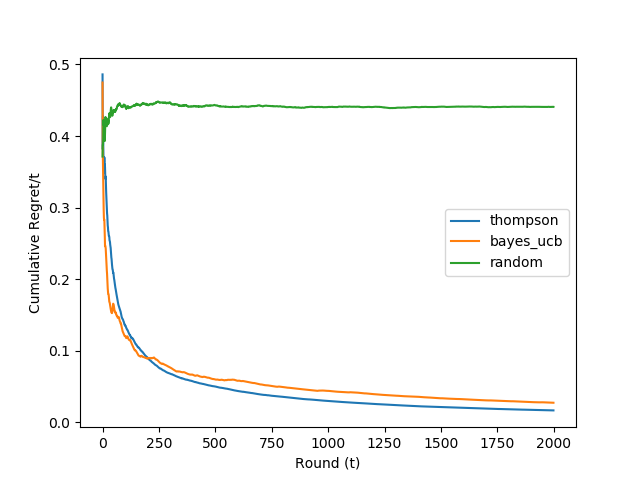 0.5
0.4
0.3
0.2
0.1
0.0
Cumulative Regret/t
thompson
bayes_ucb
random
0 250 500 750 1000 1250 1500 1750 2000
Round (t)